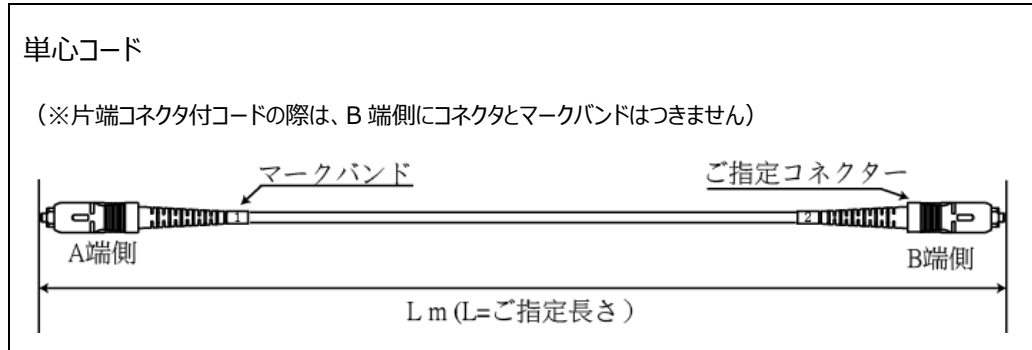 単心コード
（※片端コネクタ付コードの際は、B 端側にコネクタとマークバンドはつきません）
マークバンド
ご指定コネクター
1
2
A端側
B端側
L m (L=ご指定長さ）